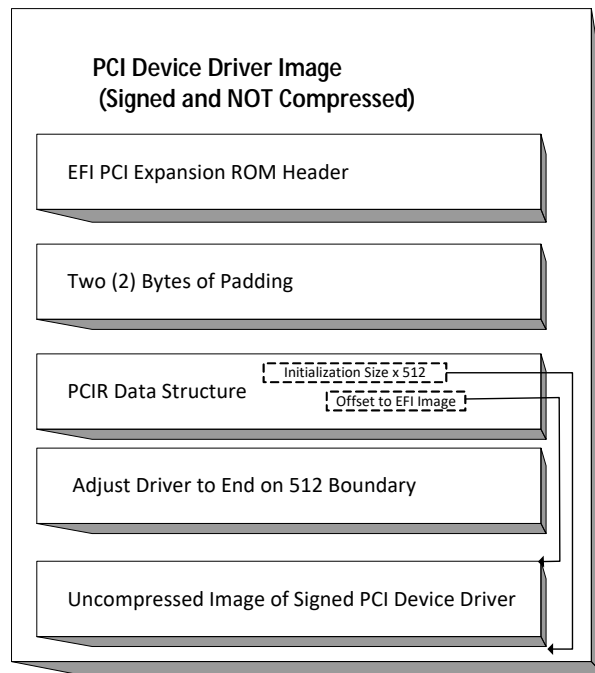 PCI Device Driver Image
(Signed and NOT Compressed)
EFI PCI Expansion ROM Header
Two (2) Bytes of Padding
Initialization Size x 512
PCIR Data Structure
Offset to EFI Image
Adjust Driver to End on 512 Boundary
Uncompressed Image of Signed PCI Device Driver